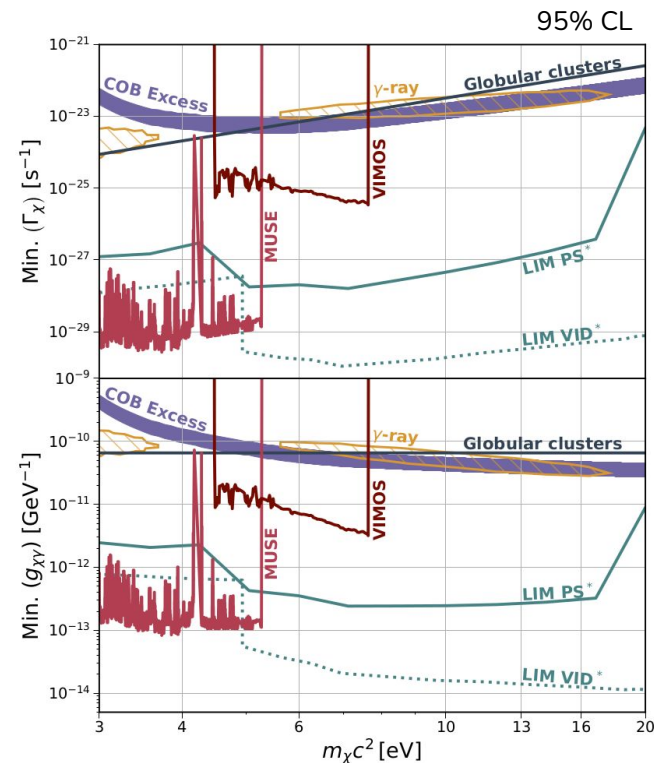 95% CL
10⁻²¹
10⁻²³
10⁻²⁵
10⁻²⁷
10⁻²⁹
Min. (Γχ) [s⁻¹]
COB Excess
γ-ray
Globular clusters
VIMOS
MUSE
LIM PS*
LIM VID*
10⁻⁹
10⁻¹⁰
10⁻¹¹
10⁻¹²
10⁻¹³
10⁻¹⁴
Min. (gχγ) [GeV⁻¹]
COB Excess
γ-ray
Globular clusters
VIMOS
MUSE
LIM PS*
LIM VID*
3 4 6 10 13 16 20
mχc² [eV]